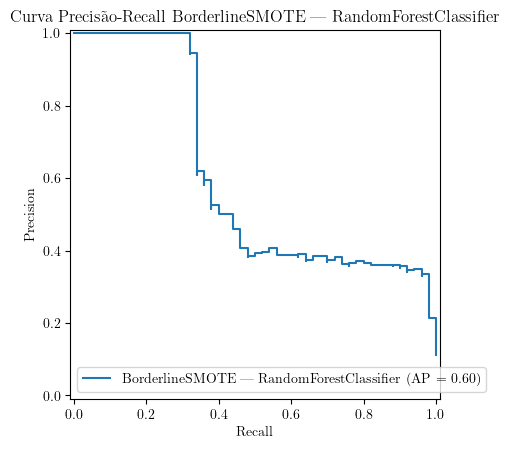 Curva Precisão-Recall BorderlineSMOTE — RandomForestClassifier
1.0
0.8
0.6
0.4
0.2
0.0
Precision
BorderlineSMOTE — RandomForestClassifier (AP = 0.60)
0.0 0.2 0.4 0.6 0.8 1.0
Recall